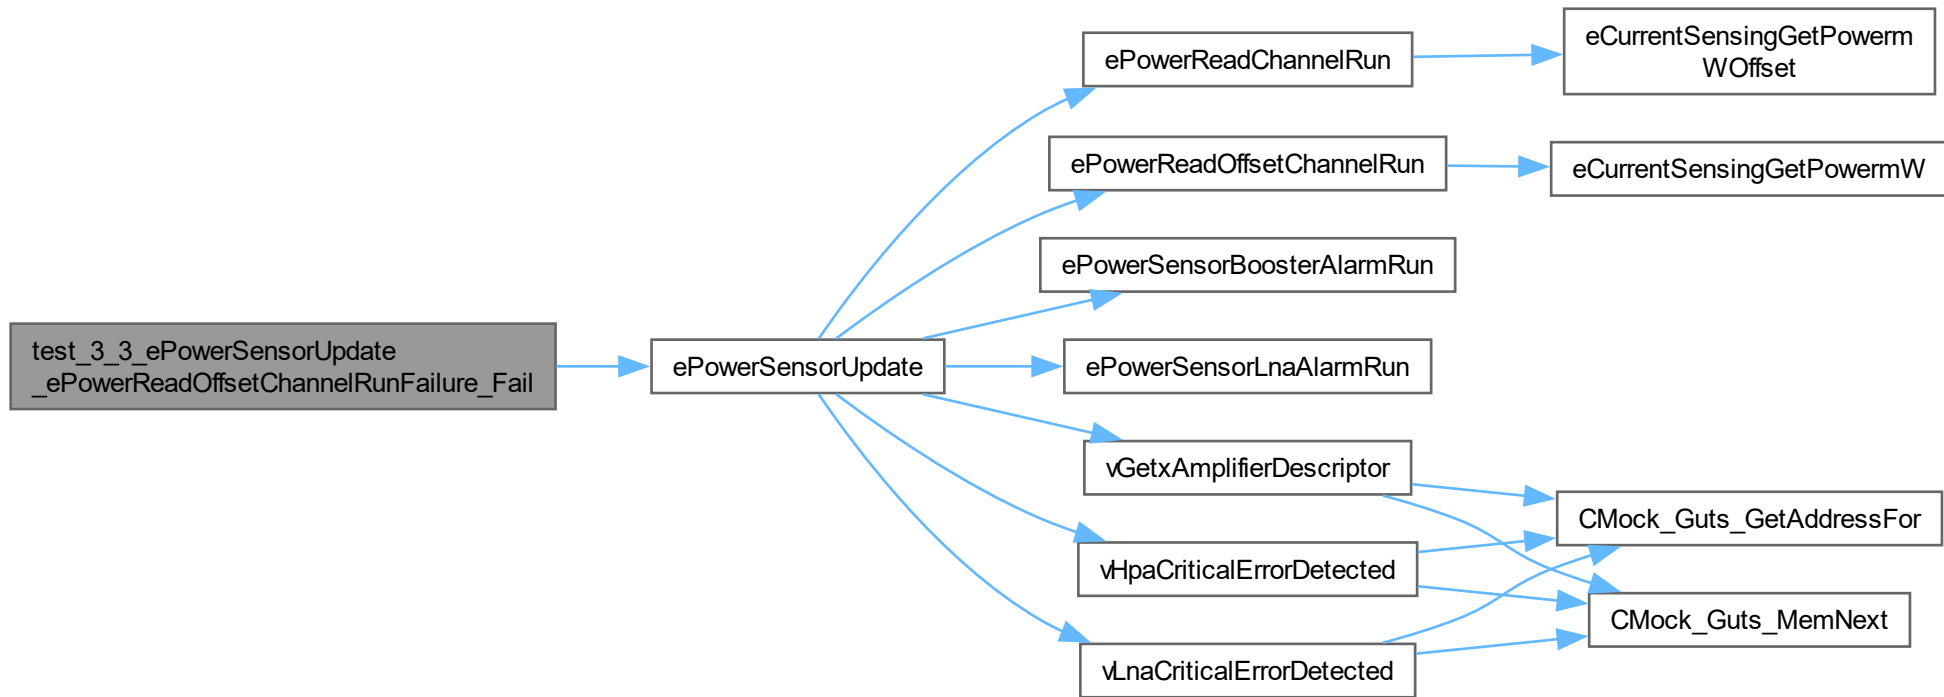 test_3_3_ePowerSensorUpdate
_ePowerReadOffsetChannelRunFailure_Fail
ePowerSensorUpdate
ePowerReadChannelRun
eCurrentSensingGetPowerm
WOffset
ePowerReadOffsetChannelRun
eCurrentSensingGetPowermW
ePowerSensorBoosterAlarmRun
ePowerSensorLnaAlarmRun
vGetxAmplifierDescriptor
CMock_Guts_GetAddressFor
vHpaCriticalErrorDetected
CMock_Guts_MemNext
vLnaCriticalErrorDetected